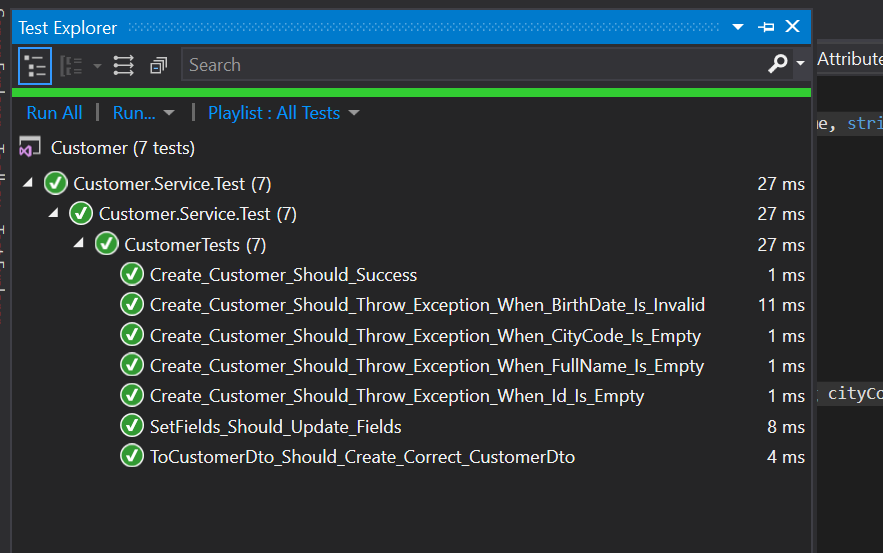 Test Explorer
Search
Attribute
Run All | Run... | Playlist : All Tests
e, stri
Customer (7 tests)
Customer.Service.Test (7) 27 ms
Customer.Service.Test (7) 27 ms
CustomerTests (7) 27 ms
Create_Customer_Should_Success 1 ms
Create_Customer_Should_Throw_Exception_When_BirthDate_Is_Invalid 11 ms
Create_Customer_Should_Throw_Exception_When_CityCode_Is_Empty 1 ms
Create_Customer_Should_Throw_Exception_When_FullName_Is_Empty 1 ms
Create_Customer_Should_Throw_Exception_When_Id_Is_Empty 1 ms
cityCo
SetFields_Should_Update_Fields 8 ms
ToCustomerDto_Should_Create_Correct_CustomerDto 4 ms